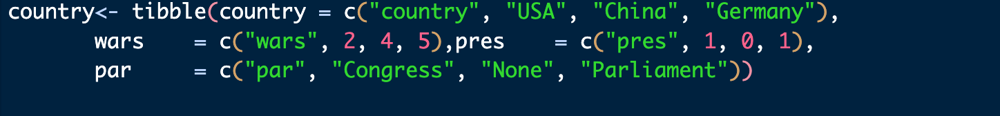 country<- tibble(country = c("country", "USA", "China", "Germany"),
       wars    = c("wars", 2, 4, 5),pres    = c("pres", 1, 0, 1),
       par     = c("par", "Congress", "None", "Parliament"))